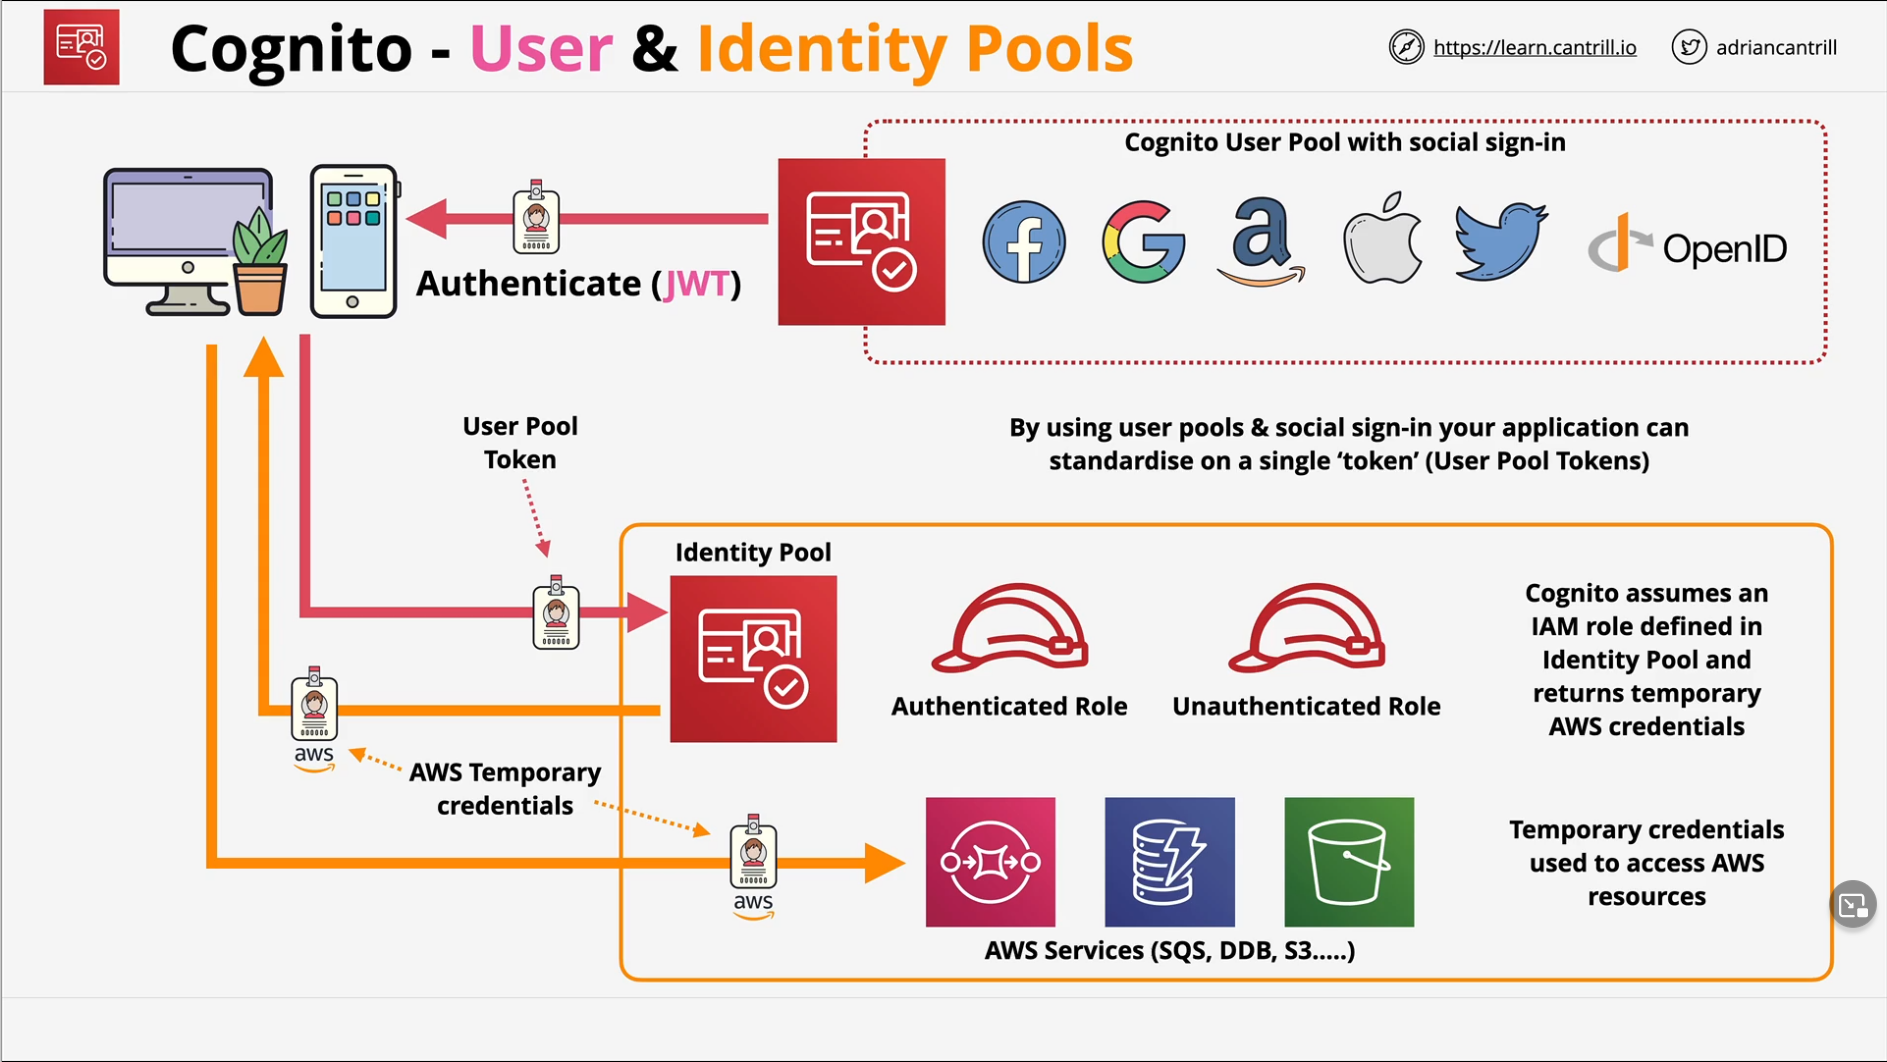 Cognito - User & Identity Pools
https://learn.cantrill.io
adriancantrill
Cognito User Pool with social sign-in
f
G
a
OpenID
Authenticate (JWT)
User Pool
Token
By using user pools & social sign-in your application can
standardise on a single ‘token’ (User Pool Tokens)
Identity Pool
Authenticated Role
Unauthenticated Role
Cognito assumes an
IAM role defined in
Identity Pool and
returns temporary
AWS credentials
aws
AWS Temporary
credentials
aws
AWS Services (SQS, DDB, S3.....)
Temporary credentials
used to access AWS
resources